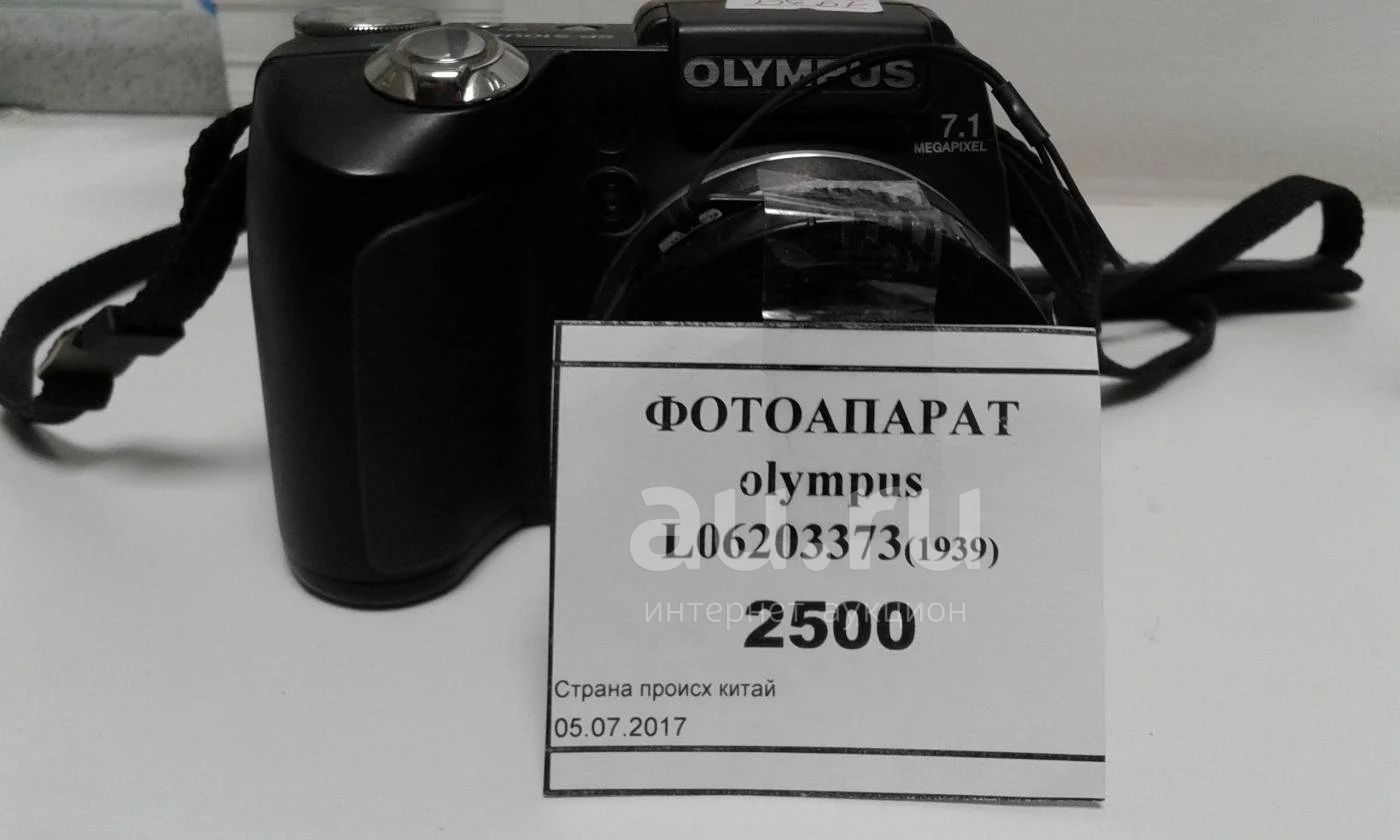 OLYMPUS
7.1
MEGAPIXEL
ФОТОАПАРАТ
olympus
L06203373(1939)
2500
Страна происх китай
05.07.2017
au.ru
интернет аукцион